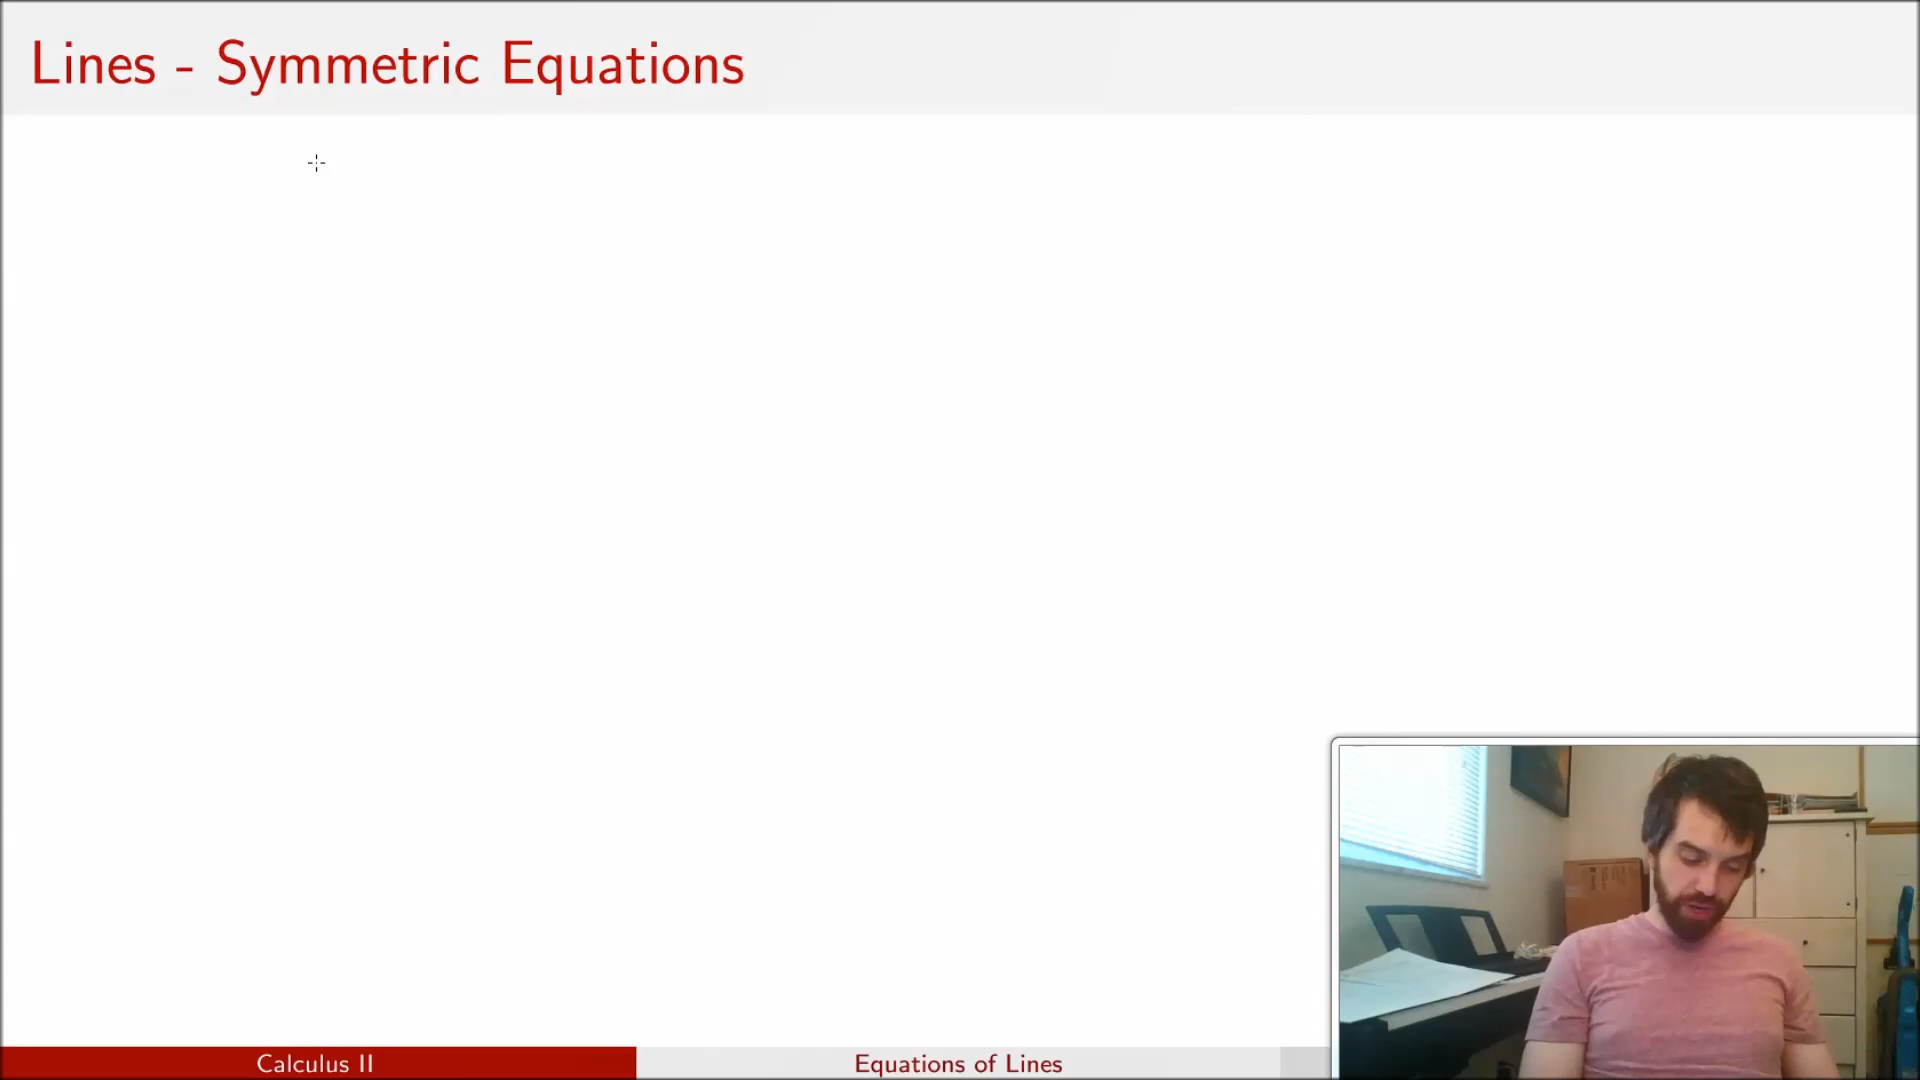 Lines - Symmetric Equations
Calculus II
Equations of Lines